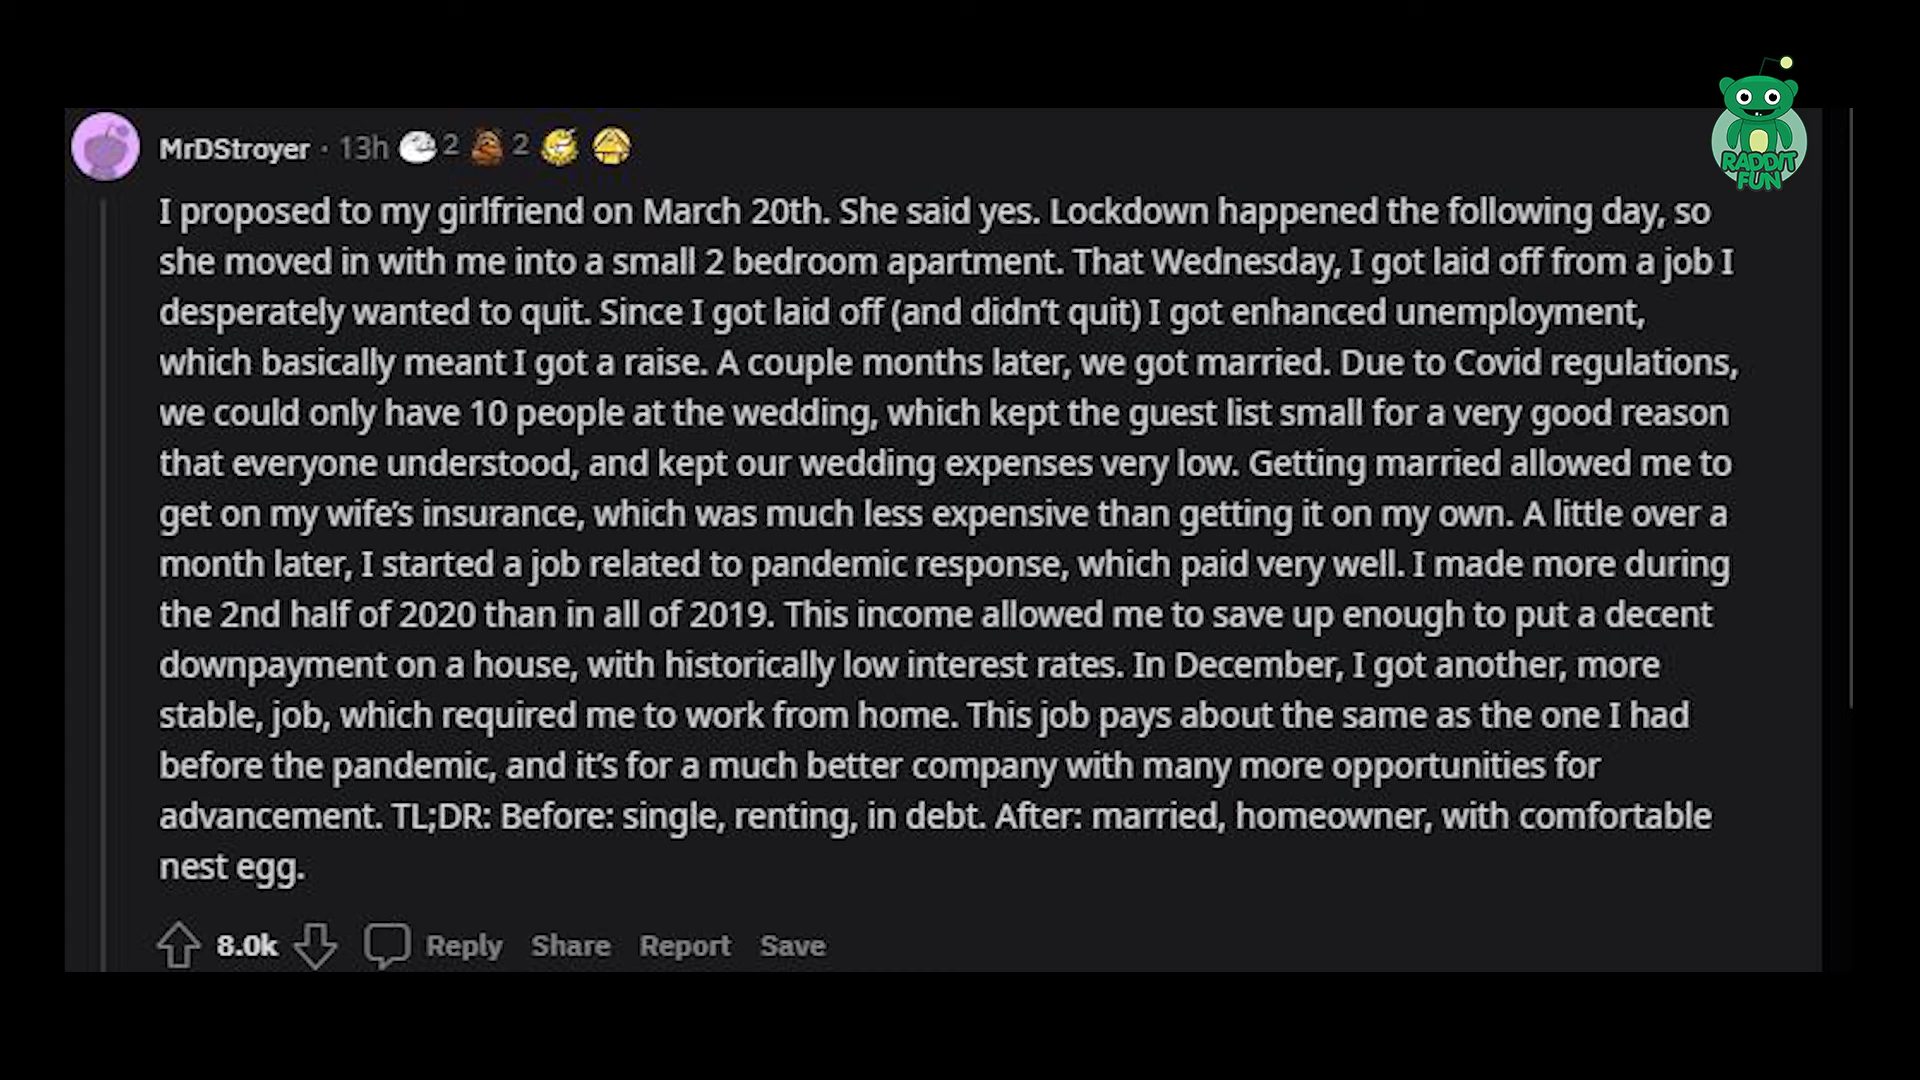 RADDIT
FUN
MrDStroyer · 13h 2 2
I proposed to my girlfriend on March 20th. She said yes. Lockdown happened the following day, so
she moved in with me into a small 2 bedroom apartment. That Wednesday, I got laid off from a job I
desperately wanted to quit. Since I got laid off (and didn’t quit) I got enhanced unemployment,
which basically meant I got a raise. A couple months later, we got married. Due to Covid regulations,
we could only have 10 people at the wedding, which kept the guest list small for a very good reason
that everyone understood, and kept our wedding expenses very low. Getting married allowed me to
get on my wife’s insurance, which was much less expensive than getting it on my own. A little over a
month later, I started a job related to pandemic response, which paid very well. I made more during
the 2nd half of 2020 than in all of 2019. This income allowed me to save up enough to put a decent
downpayment on a house, with historically low interest rates. In December, I got another, more
stable, job, which required me to work from home. This job pays about the same as the one I had
before the pandemic, and it’s for a much better company with many more opportunities for
advancement. TL;DR: Before: single, renting, in debt. After: married, homeowner, with comfortable
nest egg.
8.0k Reply Share Report Save